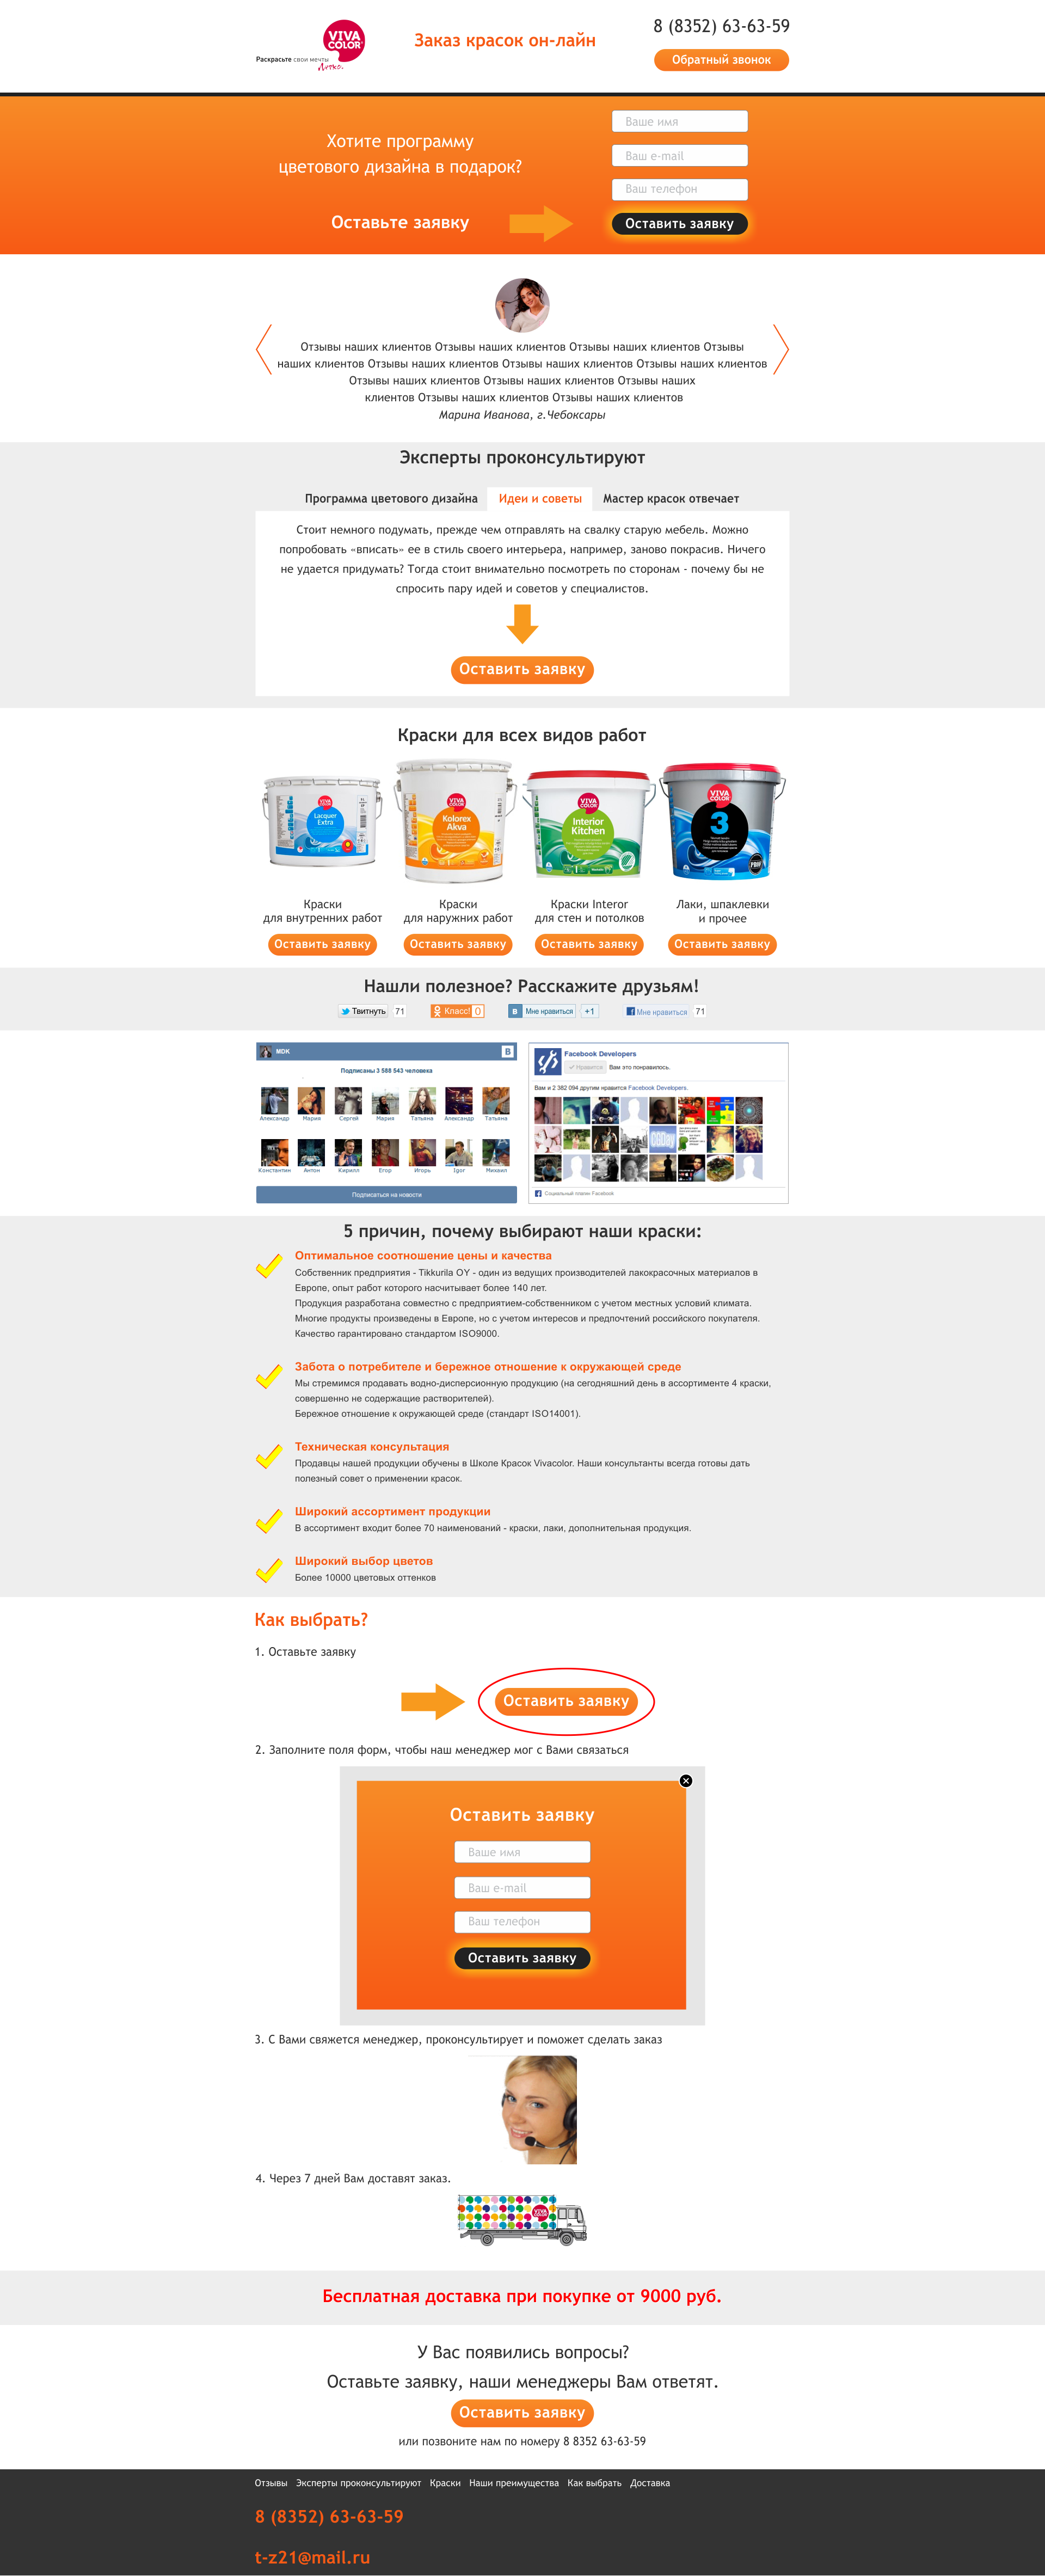 VIVA
COLOR
Раскрасьте свои мечты
Легко.
Заказ красок он-лайн
8 (8352) 63-63-59
Обратный звонок
Хотите программу
цветового дизайна в подарок?
Оставьте заявку
Ваше имя
Ваш e-mail
Ваш телефон
Оставить заявку
Отзывы наших клиентов Отзывы наших клиентов Отзывы наших клиентов Отзывы
наших клиентов Отзывы наших клиентов Отзывы наших клиентов Отзывы наших клиентов
Отзывы наших клиентов Отзывы наших клиентов Отзывы наших
клиентов Отзывы наших клиентов Отзывы наших клиентов
Марина Иванова, г.Чебоксары
Эксперты проконсультируют
Программа цветового дизайна Идеи и советы Мастер красок отвечает
Стоит немного подумать, прежде чем отправлять на свалку старую мебель. Можно
попробовать «вписать» ее в стиль своего интерьера, например, заново покрасив. Ничего
не удается придумать? Тогда стоит внимательно посмотреть по сторонам - почему бы не
спросить пару идей и советов у специалистов.
Оставить заявку
Краски для всех видов работ
VIVA COLOR
Lacquer
Extra
VIVA COLOR
Kolorex
Akva
VIVA COLOR
Interior
Kitchen
VIVA COLOR
3
Краски
для внутренних работ
Оставить заявку
Краски
для наружних работ
Оставить заявку
Краски Interor
для стен и потолков
Оставить заявку
Лаки, шпаклевки
и прочее
Оставить заявку
Нашли полезное? Расскажите друзьям!
Твитнуть 71 Класс! 0 В Мне нравиться +1 Мне нравиться 71
MDK B
Подписаны 3 588 543 человека
Александр Мария Сергей Мария Татьяна Александр Татьяна
Константин Антон Кирилл Егор Игорь Igor Михаил
Подписаться на новости
Facebook Developers
Нравится Вам это понравилось.
Вам и 2 382 094 другим нравится Facebook Developers.
Социальный плагин Facebook
5 причин, почему выбирают наши краски:
Оптимальное соотношение цены и качества
Собственник предприятия - Tikkurila OY - один из ведущих производителей лакокрасочных материалов в
Европе, опыт работ которого насчитывает более 140 лет.
Продукция разработана совместно с предприятием-собственником с учетом местных условий климата.
Многие продукты произведены в Европе, но с учетом интересов и предпочтений российского покупателя.
Качество гарантировано стандартом ISO9000.
Забота о потребителе и бережное отношение к окружающей среде
Мы стремимся продавать водно-дисперсионную продукцию (на сегодняшний день в ассортименте 4 краски,
совершенно не содержащие растворителей).
Бережное отношение к окружающей среде (стандарт ISO14001).
Техническая консультация
Продавцы нашей продукции обучены в Школе Красок Vivacolor. Наши консультанты всегда готовы дать
полезный совет о применении красок.
Широкий ассортимент продукции
В ассортимент входит более 70 наименований - краски, лаки, дополнительная продукция.
Широкий выбор цветов
Более 10000 цветовых оттенков
Как выбрать?
1. Оставьте заявку
Оставить заявку
2. Заполните поля форм, чтобы наш менеджер мог с Вами связаться
Оставить заявку
Ваше имя
Ваш e-mail
Ваш телефон
Оставить заявку
3. С Вами свяжется менеджер, проконсультирует и поможет сделать заказ
4. Через 7 дней Вам доставят заказ.
VIVA COLOR
Бесплатная доставка при покупке от 9000 руб.
У Вас появились вопросы?
Оставьте заявку, наши менеджеры Вам ответят.
Оставить заявку
или позвоните нам по номеру 8 8352 63-63-59
Отзывы Эксперты проконсультируют Краски Наши преимущества Как выбрать Доставка
8 (8352) 63-63-59
t-z21@mail.ru